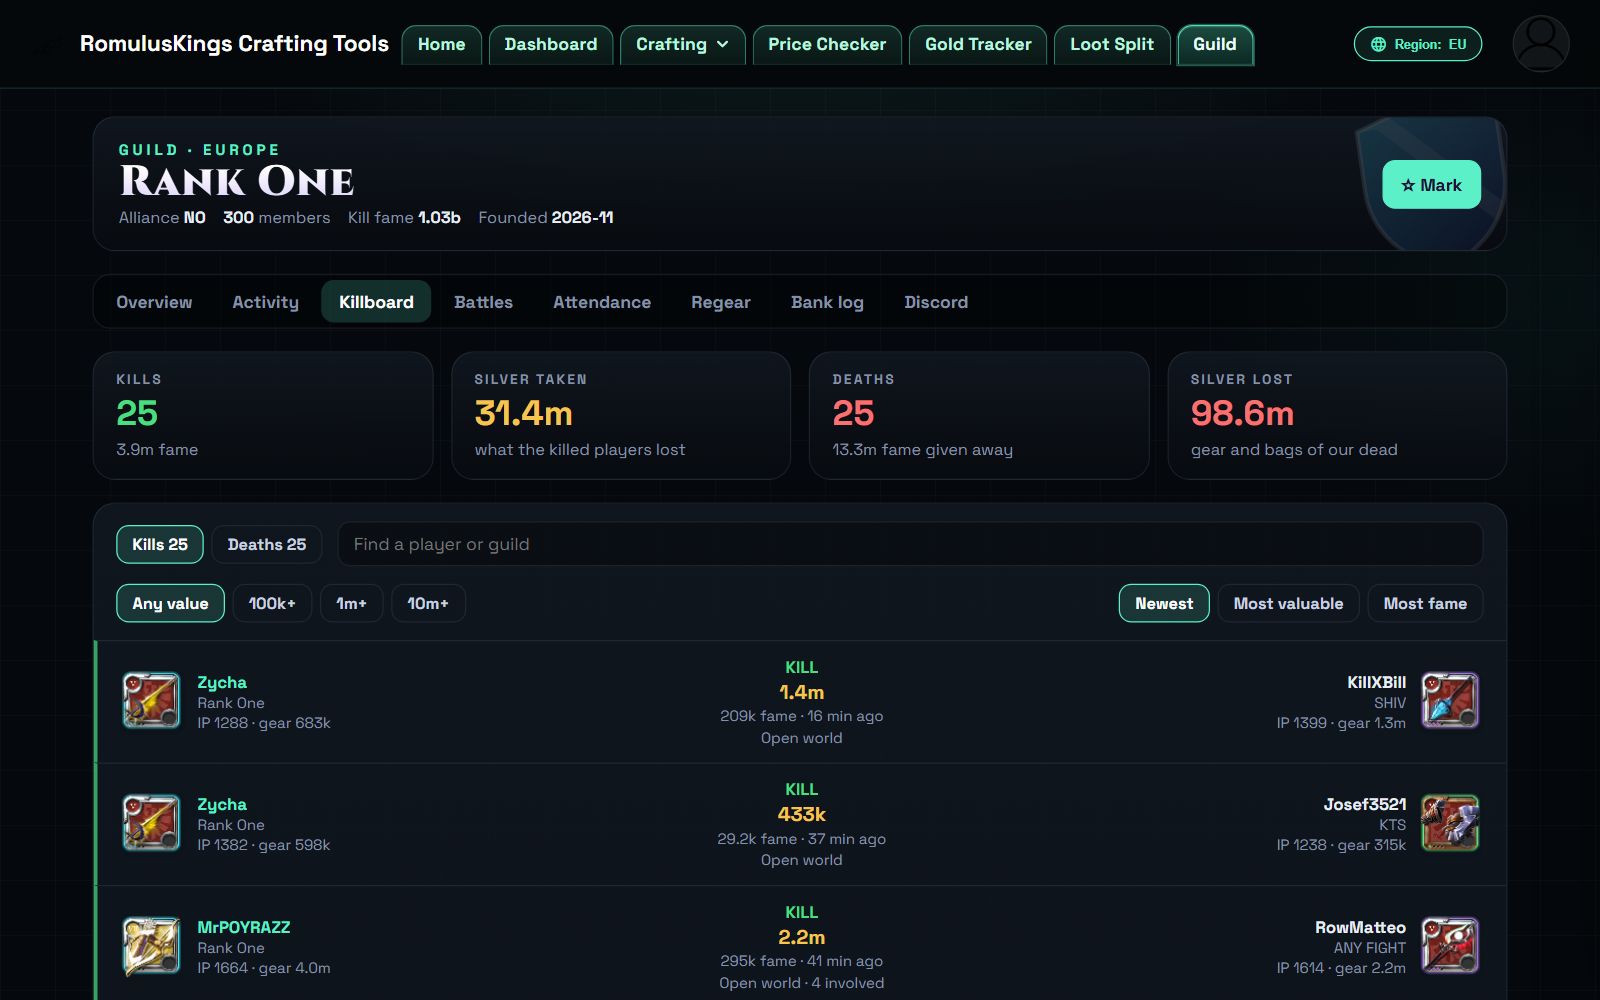 RomulusKings Crafting Tools
Home
Dashboard
Crafting
Price Checker
Gold Tracker
Loot Split
Guild
Region: EU
GUILD · EUROPE
RANK ONE
Alliance NO 300 members Kill fame 1.03b Founded 2026-11
☆ Mark
Overview
Activity
Killboard
Battles
Attendance
Regear
Bank log
Discord
KILLS
25
3.9m fame
SILVER TAKEN
31.4m
what the killed players lost
DEATHS
25
13.3m fame given away
SILVER LOST
98.6m
gear and bags of our dead
Kills 25
Deaths 25
Find a player or guild
Any value
100k+
1m+
10m+
Newest
Most valuable
Most fame
Zycha
Rank One
IP 1288 · gear 683k
KILL
1.4m
209k fame · 16 min ago
Open world
KillXBill
SHIV
IP 1399 · gear 1.3m
Zycha
Rank One
IP 1382 · gear 598k
KILL
433k
29.2k fame · 37 min ago
Open world
Josef3521
KTS
IP 1238 · gear 315k
MrPOYRAZZ
Rank One
IP 1664 · gear 4.0m
KILL
2.2m
295k fame · 41 min ago
Open world · 4 involved
RowMatteo
ANY FIGHT
IP 1614 · gear 2.2m